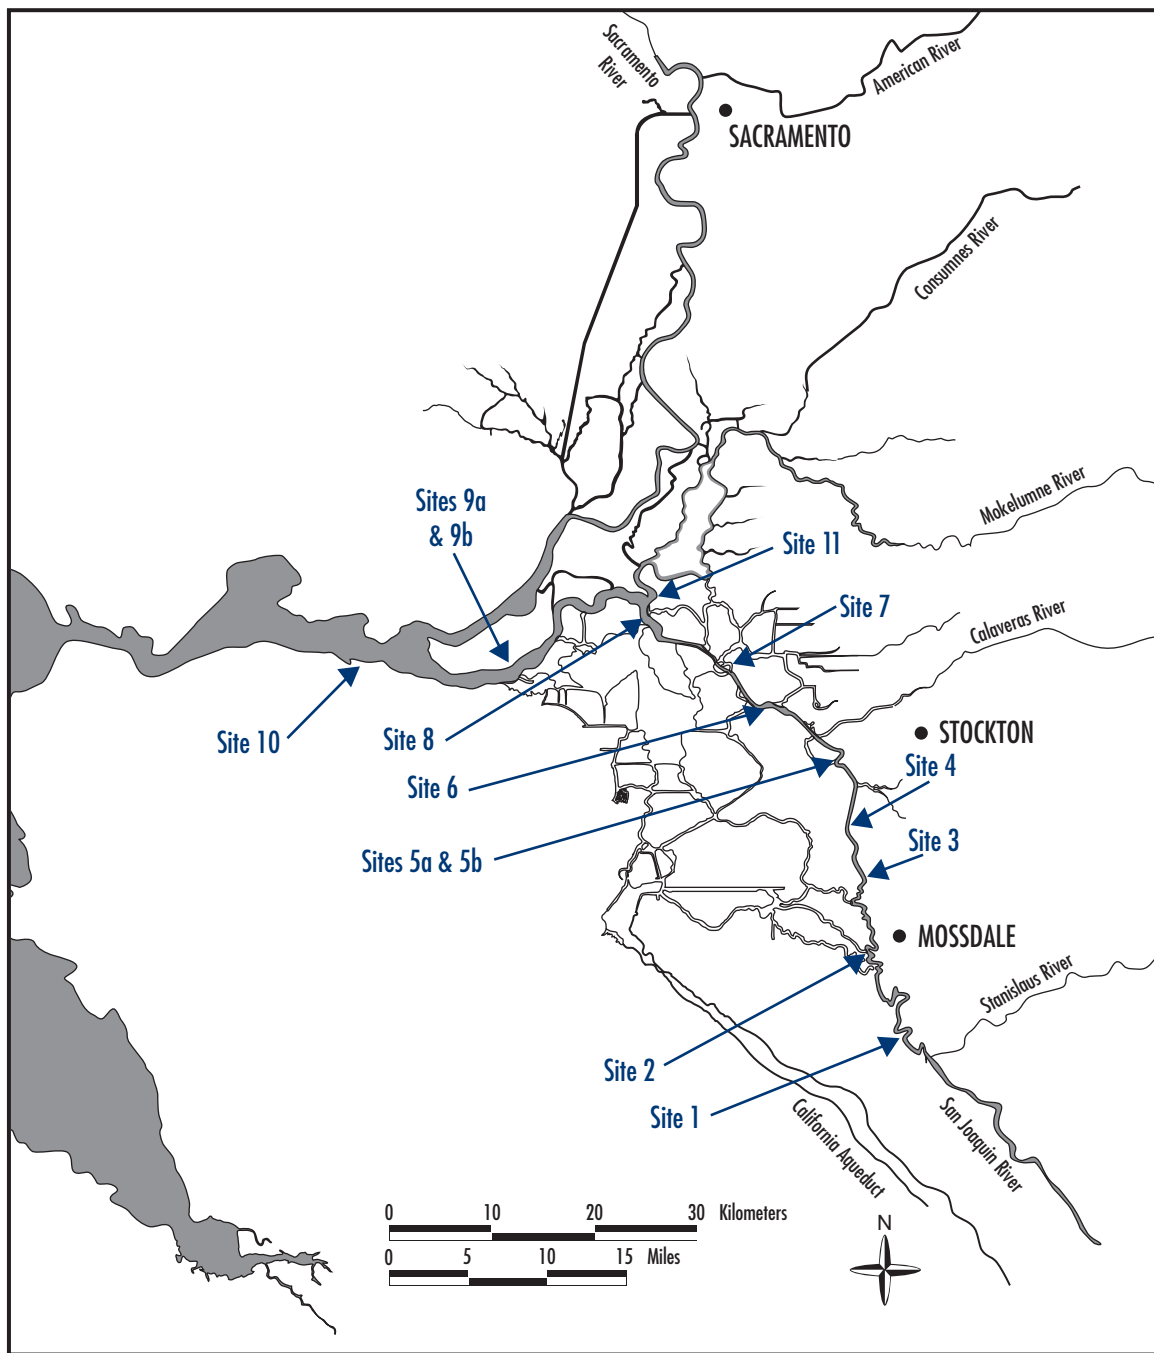 Sacramento
River
American River
SACRAMENTO
Consumnes River
Mokelumne River
Sites 9a
& 9b
Site 11
Site 7
Calaveras River
Site 10
Site 8
STOCKTON
Site 4
Site 6
Site 3
Sites 5a & 5b
MOSSDALE
Stanislaus River
Site 2
Site 1
San Joaquin River
California Aqueduct
0 10 20 30 Kilometers
0 5 10 15 Miles
N